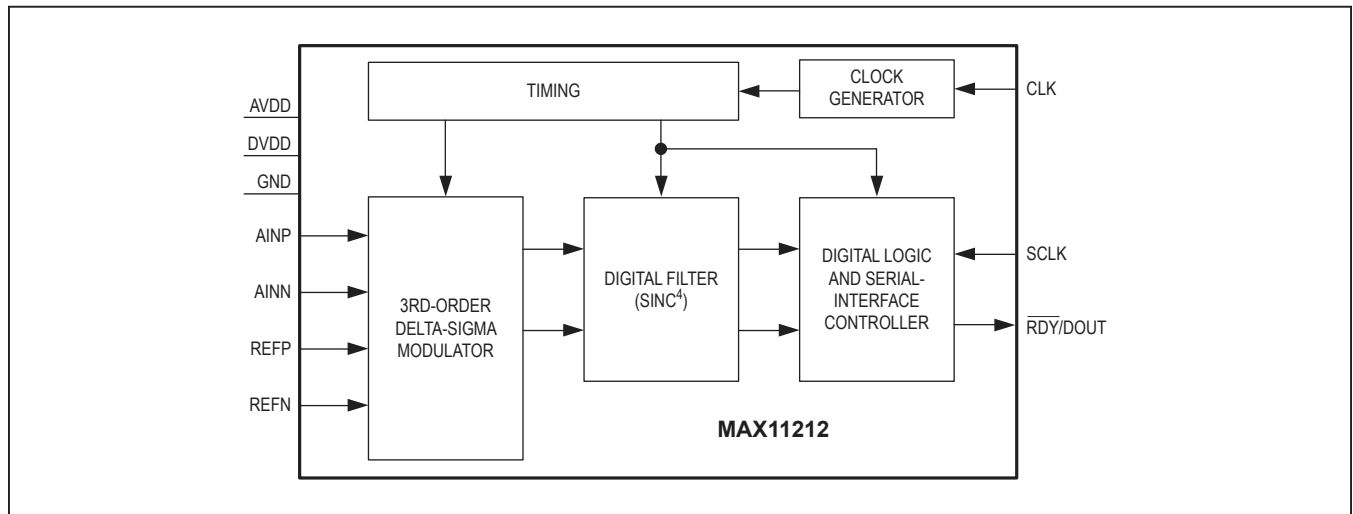 TIMING
CLOCK
GENERATOR
CLK
AVDD
DVDD
GND
AINP
AINN
REFP
REFN
3RD-ORDER
DELTA-SIGMA
MODULATOR
DIGITAL FILTER
(SINC⁴)
DIGITAL LOGIC
AND SERIAL-
INTERFACE
CONTROLLER
SCLK
R̅D̅Y̅/DOUT
MAX11212